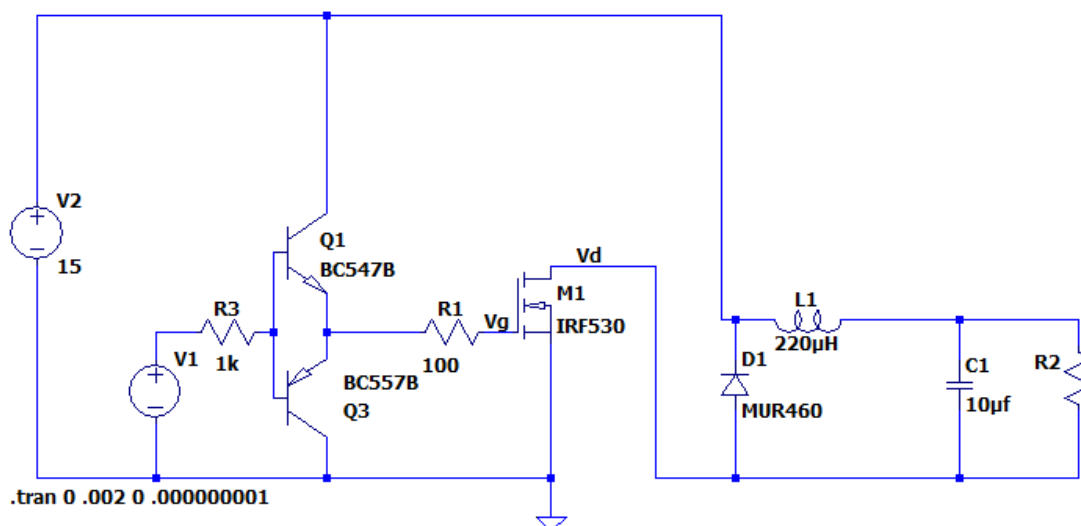 V2
15
Q1
BC547B
R3
1k
V1
BC557B
Q3
R1
100
Vg
Vd
M1
IRF530
L1
220µH
D1
MUR460
C1
10µf
R2
.tran 0 .002 0 .000000001